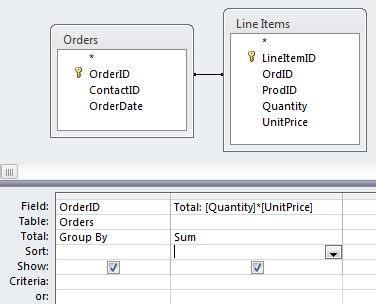 Orders
*
OrderID
ContactID
OrderDate
Line Items
*
LineItemID
OrdID
ProdID
Quantity
UnitPrice
Field: OrderID Total: [Quantity]*[UnitPrice]
Table: Orders
Total: Group By Sum
Sort:
Show:
Criteria:
or: